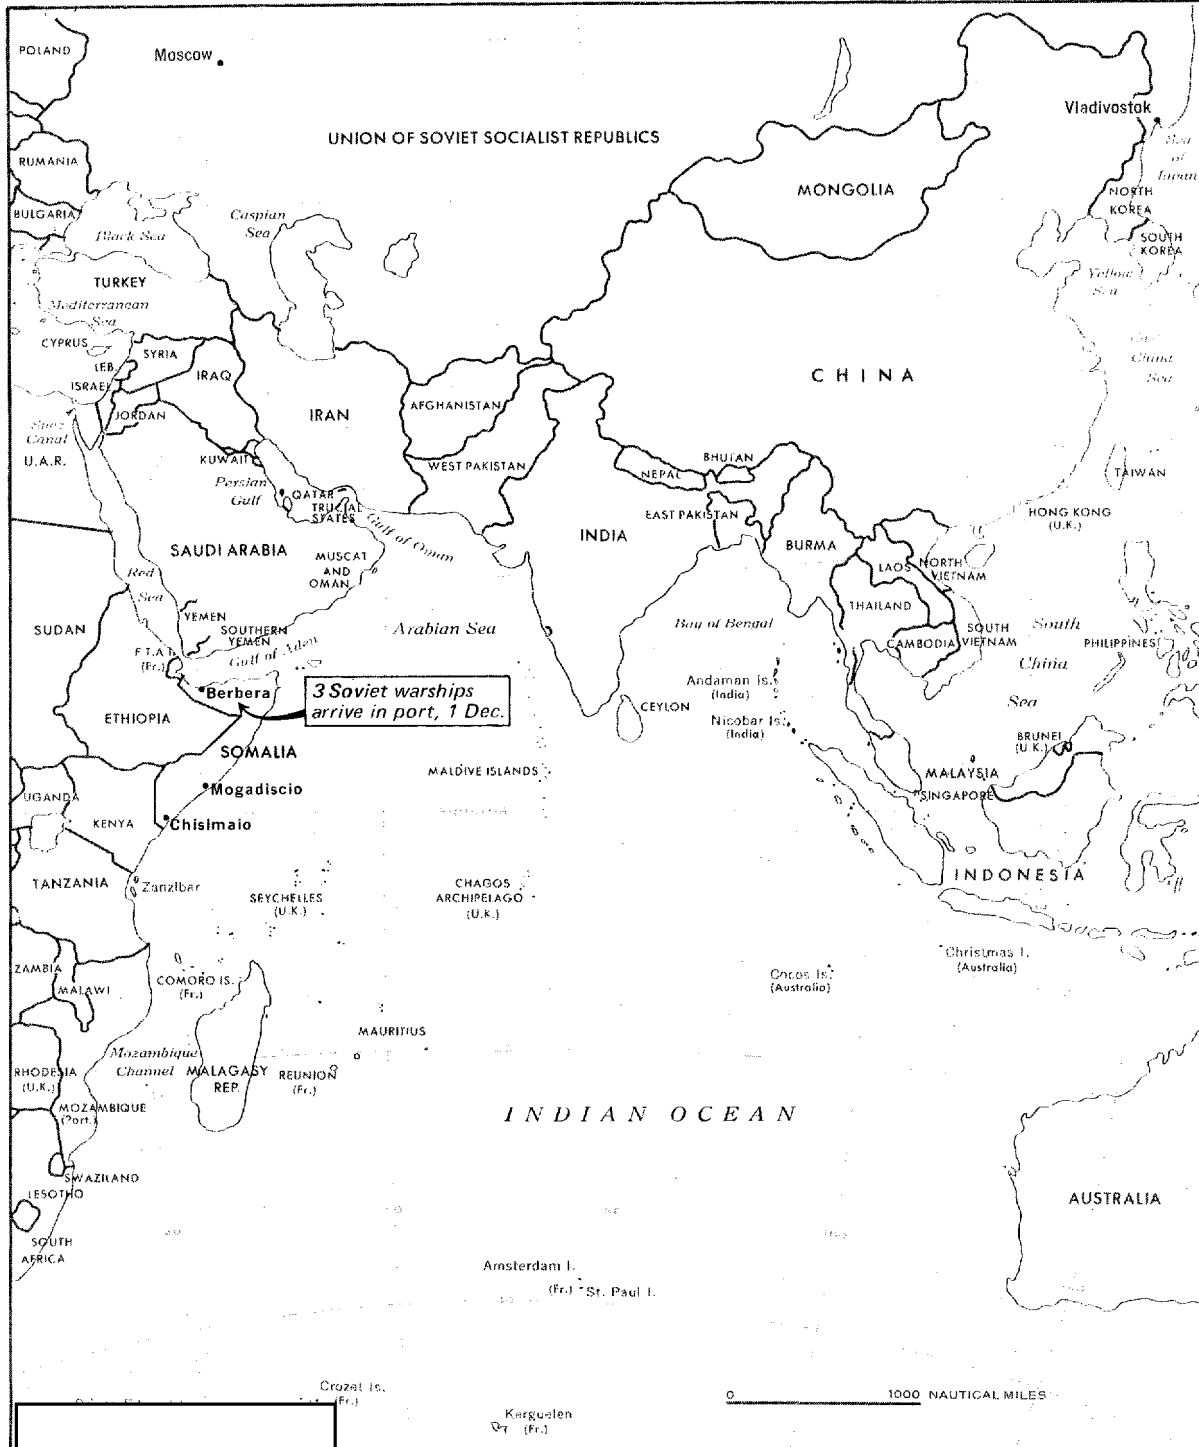 POLAND
Moscow
Vladivostok
UNION OF SOVIET SOCIALIST REPUBLICS
Sea
of
Japan
RUMANIA
MONGOLIA
NORTH
KOREA
BULGARIA
Caspian
Sea
Black Sea
SOUTH
KOREA
Yellow
TURKEY
Mediterranean
Sea
CYPRUS
SYRIA
LEB.
ISRAEL
IRAQ
China
Sea
CHINA
JORDAN
IRAN
AFGHANISTAN
Suez
Canal
U.A.R.
KUWAIT
WEST PAKISTAN
NEPAL
BHUTAN
TAIWAN
Persian
Gulf
QATAR
TRUCIAL
STATES
EAST PAKISTAN
HONG KONG
(U.K.)
Gulf of Oman
INDIA
BURMA
SAUDI ARABIA
MUSCAT
AND
OMAN
LAOS
NORTH
VIETNAM
Red
Sea
THAILAND
YEMEN
SUDAN
SOUTHERN
YEMEN
Arabian Sea
Bay of Bengal
SOUTH
VIETNAM
South
China
Sea
CAMBODIA
PHILIPPINES
F.T.A.I.
(Fr.)
Gulf of Aden
Berbera
3 Soviet warships
arrive in port, 1 Dec.
Andaman Is.
(India)
CEYLON
Nicobar Is.
(India)
ETHIOPIA
BRUNEI
(U.K.)
SOMALIA
MALDIVE ISLANDS
MALAYSIA
SINGAPORE
Mogadiscio
UGANDA
KENYA
Chisimaio
TANZANIA
Zanzibar
SEYCHELLES
(U.K.)
CHAGOS
ARCHIPELAGO
(U.K.)
INDONESIA
Christmas I.
(Australia)
ZAMBIA
MALAWI
COMORO IS.
(Fr.)
Cocos Is.
(Australia)
MAURITIUS
Mozambique
Channel
MALAGASY
REP.
REUNION
(Fr.)
RHODESIA
(U.K.)
MOZAMBIQUE
INDIAN OCEAN
SWAZILAND
LESOTHO
AUSTRALIA
SOUTH
AFRICA
Amsterdam I.
(Fr.)
St. Paul I.
Crozet Is.
(Fr.)
0 1000 NAUTICAL MILES
Kerguelen
(Fr.)